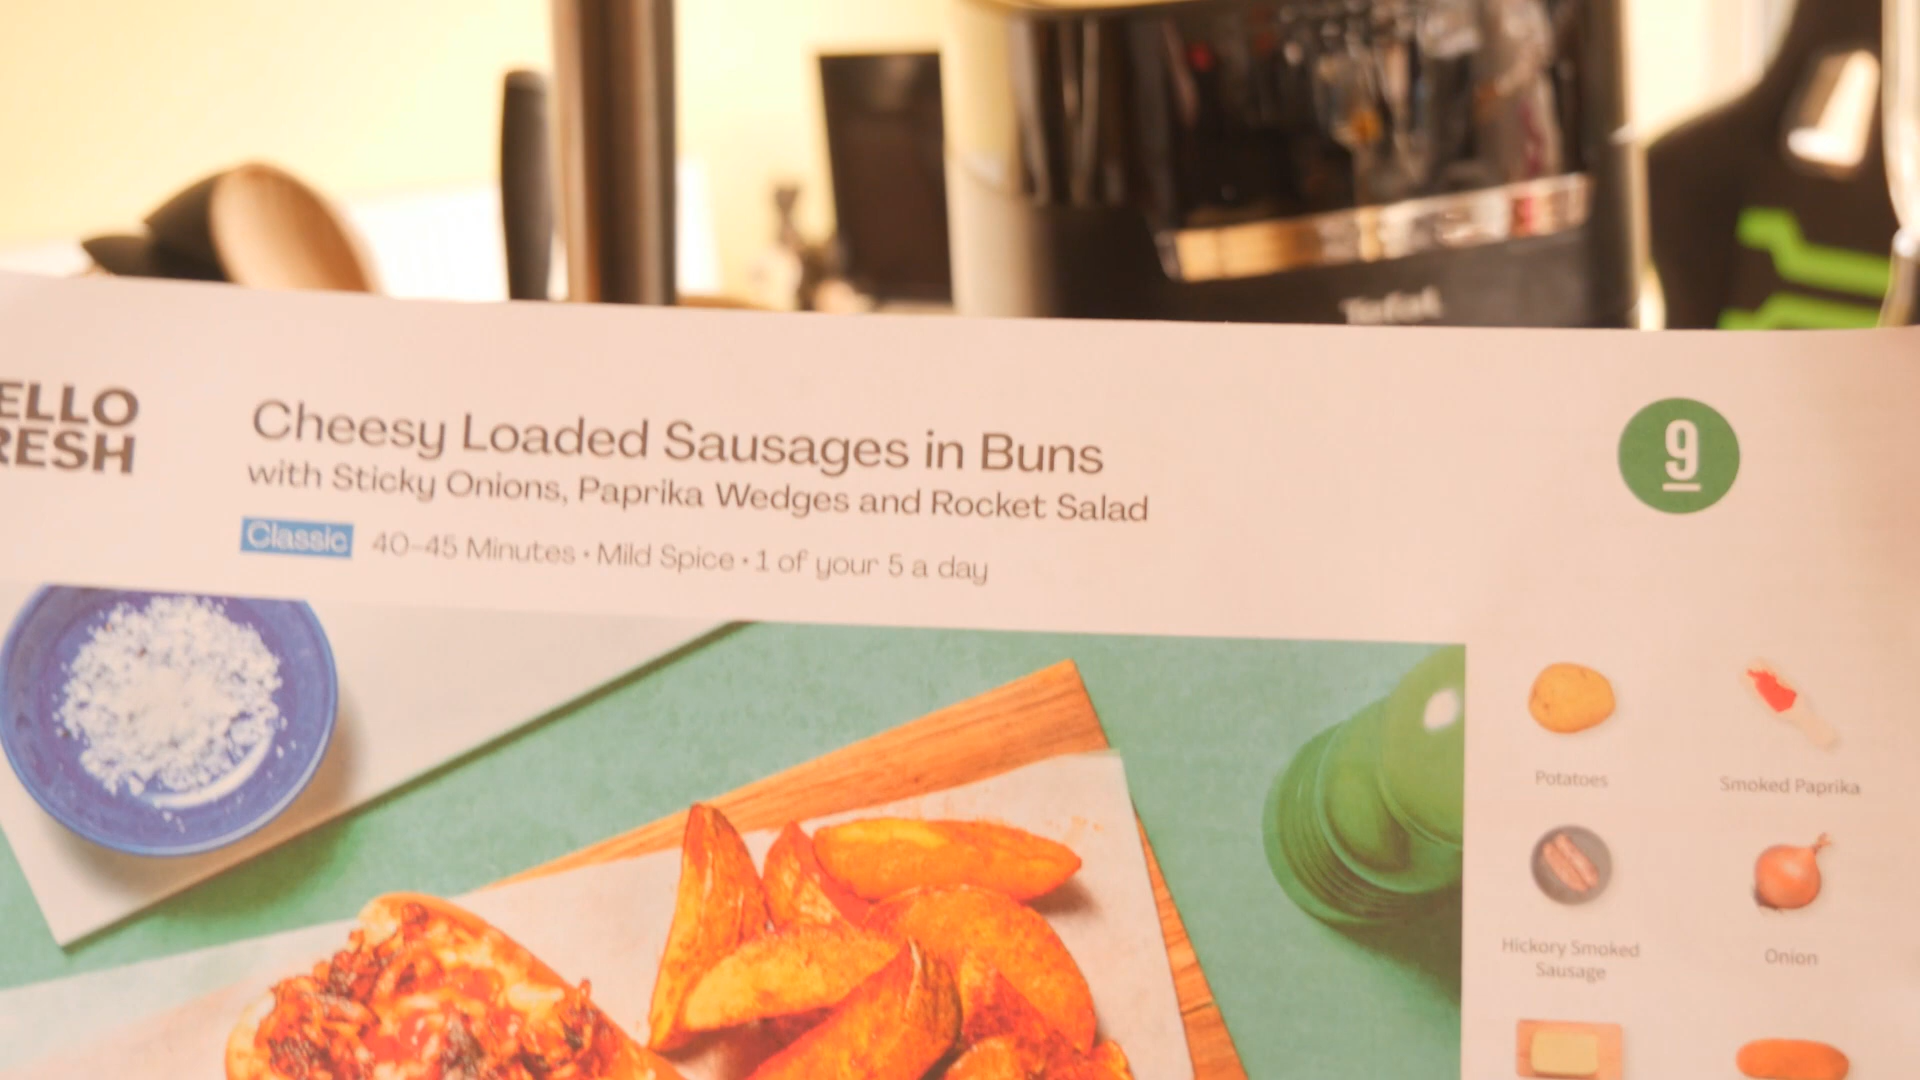 ELLO
RESH
Cheesy Loaded Sausages in Buns
with Sticky Onions, Paprika Wedges and Rocket Salad
Classic 40-45 Minutes • Mild Spice • 1 of your 5 a day
9
Potatoes
Smoked Paprika
Hickory Smoked
Sausage
Onion
Tefal